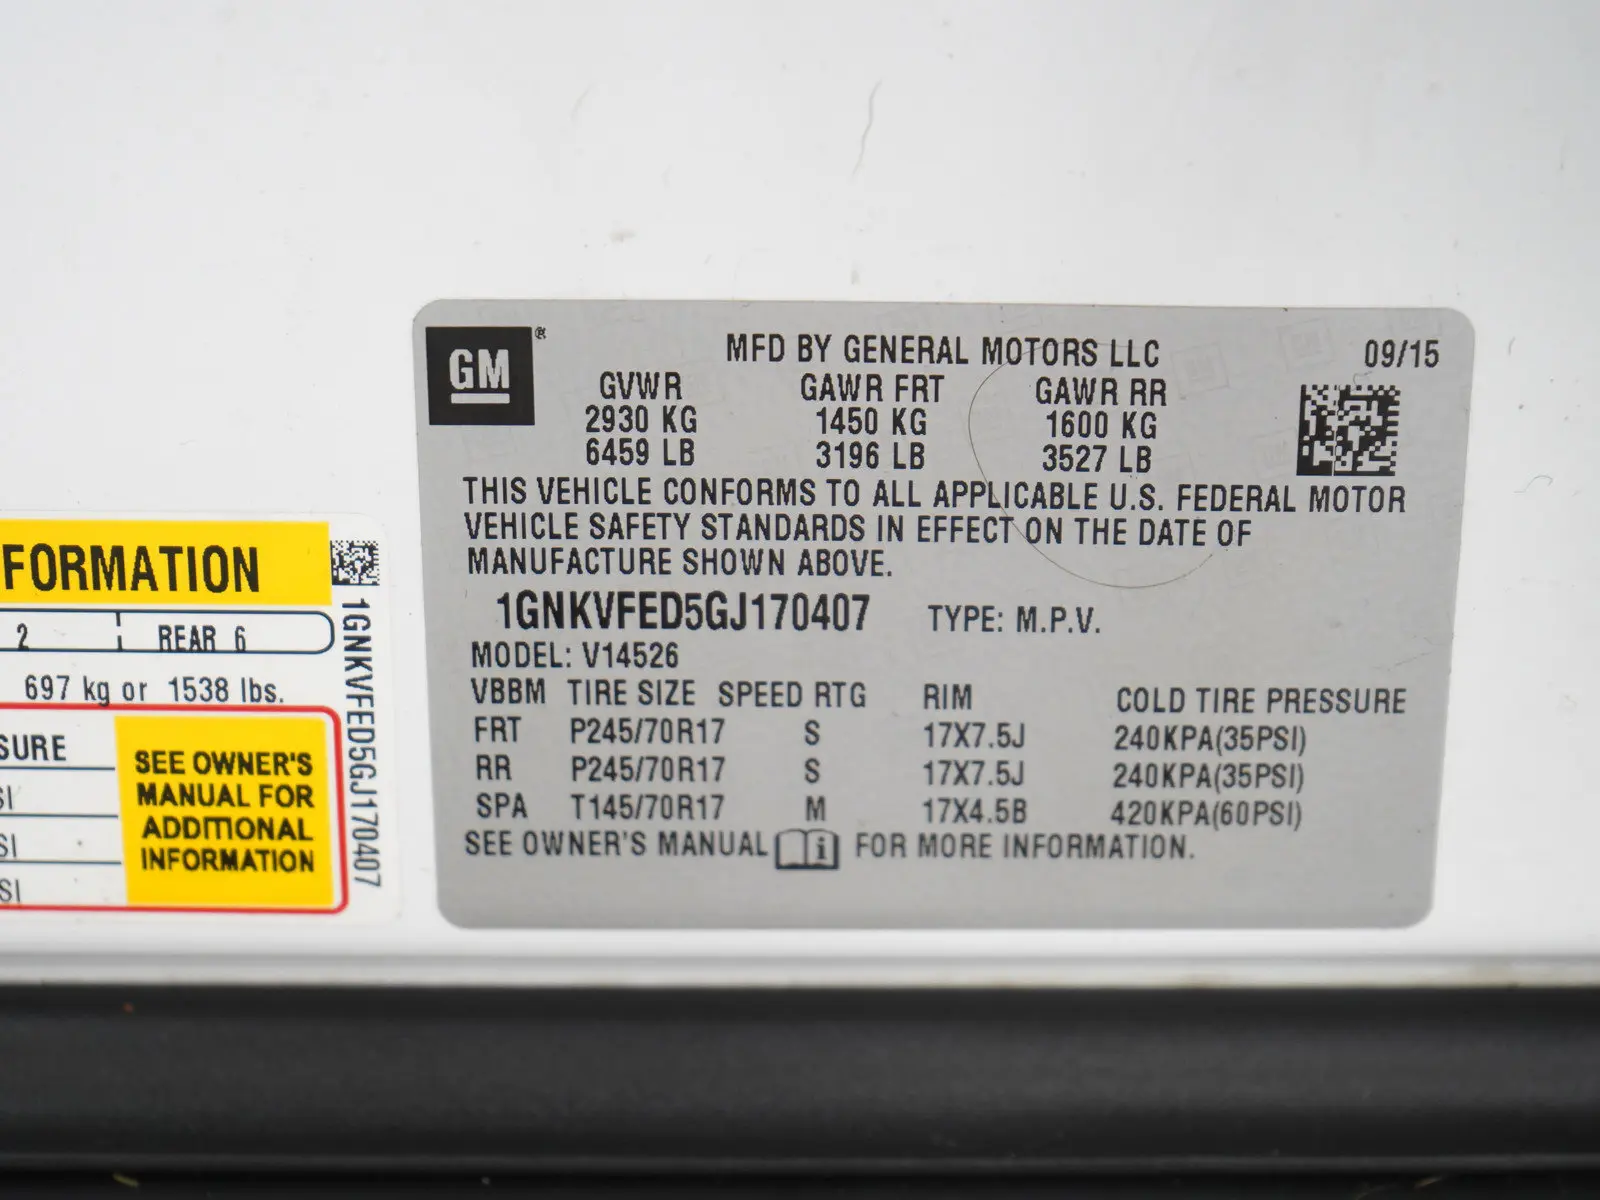 GM ®
MFD BY GENERAL MOTORS LLC 09/15
GVWR GAWR FRT GAWR RR
2930 KG 1450 KG 1600 KG
6459 LB 3196 LB 3527 LB
THIS VEHICLE CONFORMS TO ALL APPLICABLE U.S. FEDERAL MOTOR
VEHICLE SAFETY STANDARDS IN EFFECT ON THE DATE OF
MANUFACTURE SHOWN ABOVE.
1GNKVFED5GJ170407 TYPE: M.P.V.
MODEL: V14526
VBBM TIRE SIZE SPEED RTG RIM COLD TIRE PRESSURE
FRT P245/70R17 S 17X7.5J 240KPA(35PSI)
RR P245/70R17 S 17X7.5J 240KPA(35PSI)
SPA T145/70R17 M 17X4.5B 420KPA(60PSI)
SEE OWNER'S MANUAL i FOR MORE INFORMATION.
FORMATION
2 REAR 6
697 kg or 1538 lbs.
SURE
SI
SI
SI
SEE OWNER'S
MANUAL FOR
ADDITIONAL
INFORMATION
1GNKVFED5GJ170407